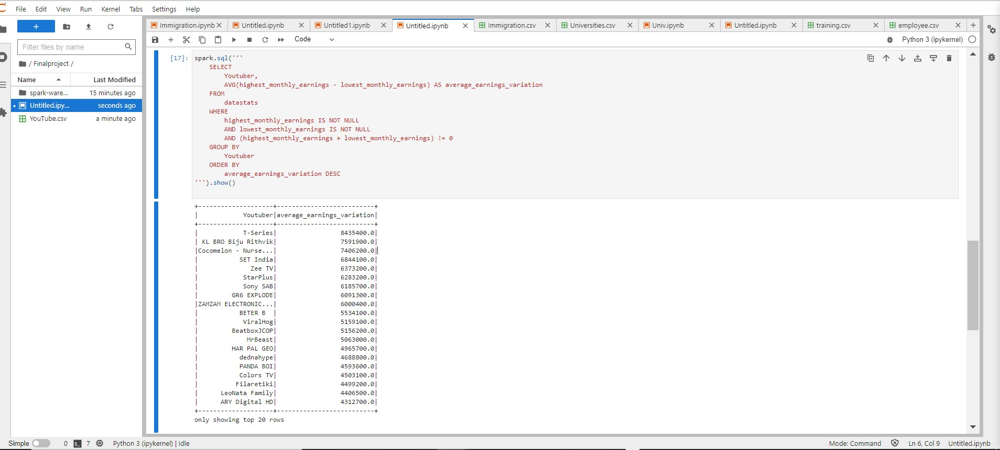 File Edit View Run Kernel Tabs Settings Help
Immigration.ipynb Untitled.ipynb Untitled1.ipynb Untitled.ipynb Immigration.csv Universities.csv Univ.ipynb Untitled.ipynb training.csv employee.csv
Code
Python 3 (ipykernel)
Filter files by name
/ Finalproject /
Name Last Modified
spark-ware... 15 minutes ago
Untitled.ipy... seconds ago
YouTube.csv a minute ago
[17]: spark.sql('''
SELECT
Youtuber,
AVG(highest_monthly_earnings - lowest_monthly_earnings) AS average_earnings_variation
FROM
datastats
WHERE
highest_monthly_earnings IS NOT NULL
AND lowest_monthly_earnings IS NOT NULL
AND (highest_monthly_earnings + lowest_monthly_earnings) != 0
GROUP BY
Youtuber
ORDER BY
average_earnings_variation DESC
''').show()
+--------------------+--------------------------+
| Youtuber|average_earnings_variation|
+--------------------+--------------------------+
| T-Series| 8435400.0|
| KL BRO Biju Rithvik| 7591900.0|
|Cocomelon - Nurse...| 7406200.0|
| SET India| 6844100.0|
| Zee TV| 6373200.0|
| StarPlus| 6283200.0|
| Sony SAB| 6185700.0|
| GR6 EXPLODE| 6091300.0|
|ZAMZAM ELECTRONIC...| 6000400.0|
| BETER B | 5534100.0|
| ViralHog| 5159100.0|
| BeatboxJCOP| 5156200.0|
| MrBeast| 5063000.0|
| HAR PAL GEO| 4965700.0|
| dednahype| 4688800.0|
| PANDA BOI| 4593600.0|
| Colors TV| 4503100.0|
| Filaretiki| 4499200.0|
| LeoNata Family| 4406500.0|
| ARY Digital HD| 4312700.0|
+--------------------+--------------------------+
only showing top 20 rows
Simple 0 $_ 7 Python 3 (ipykernel) | Idle Mode: Command Ln 6, Col 9 Untitled.ipynb